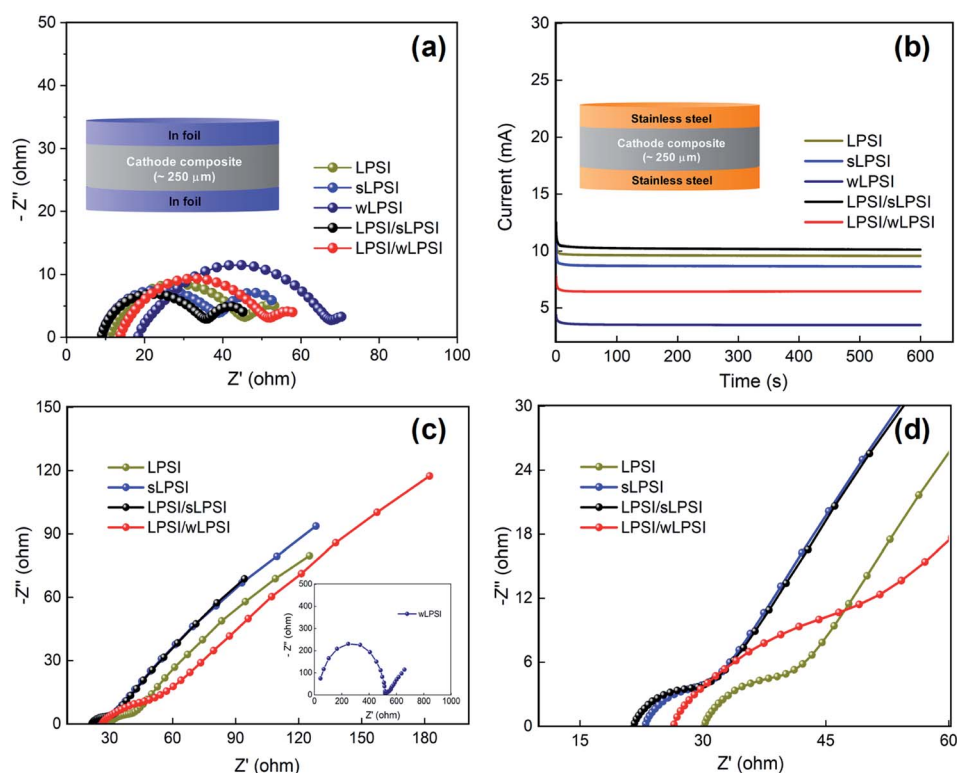 (a)
50
40
30
20
10
0
- Z" (ohm)
In foil
Cathode composite
(~ 250 μm)
In foil
LPSI
sLPSI
wLPSI
LPSI/sLPSI
LPSI/wLPSI
0 20 40 60 80 100
Z' (ohm)
(b)
30
25
20
15
10
5
Current (mA)
Stainless steel
Cathode composite
(~ 250 μm)
Stainless steel
LPSI
sLPSI
wLPSI
LPSI/sLPSI
LPSI/wLPSI
0 100 200 300 400 500 600
Time (s)
(c)
150
120
90
60
30
0
-Z" (ohm)
LPSI
sLPSI
LPSI/sLPSI
LPSI/wLPSI
500
400
300
200
100
0
- Z" (ohm)
wLPSI
0 200 400 600 800 1000
Z' (ohm)
0 30 60 90 120 150 180
Z' (ohm)
(d)
30
24
18
12
6
0
-Z" (ohm)
LPSI
sLPSI
LPSI/sLPSI
LPSI/wLPSI
15 30 45 60
Z' (ohm)